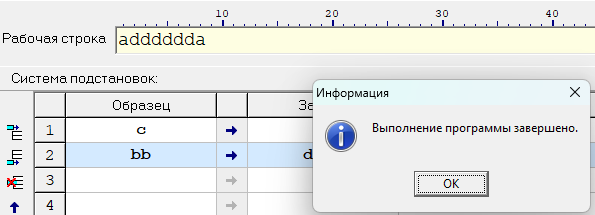 10 20 30 40
Рабочая строка adddddda
Система подстановок:
Образец За
1 c
2 bb d
3
4
Информация
Выполнение программы завершено.
OK